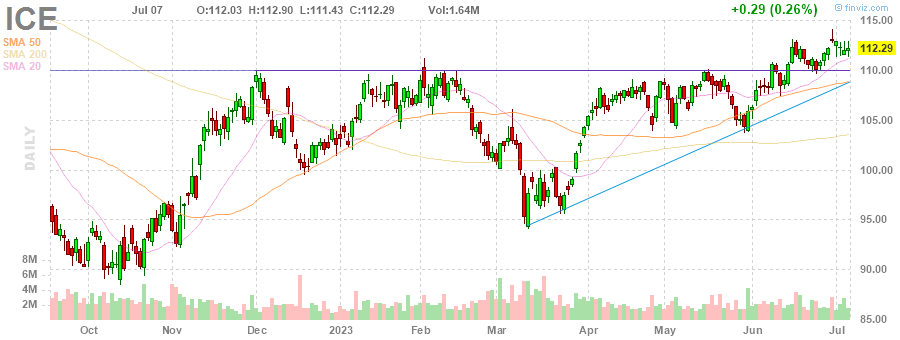 ICE Jul 07 O:112.03 H:112.90 L:111.43 C:112.29 Vol:1.64M +0.29 (0.26%) © finviz.com
SMA 50
SMA 200
SMA 20
DAILY
115.00
112.29
110.00
105.00
100.00
95.00
90.00
85.00
8M
6M
4M
2M
Oct Nov Dec 2023 Feb Mar Apr May Jun Jul